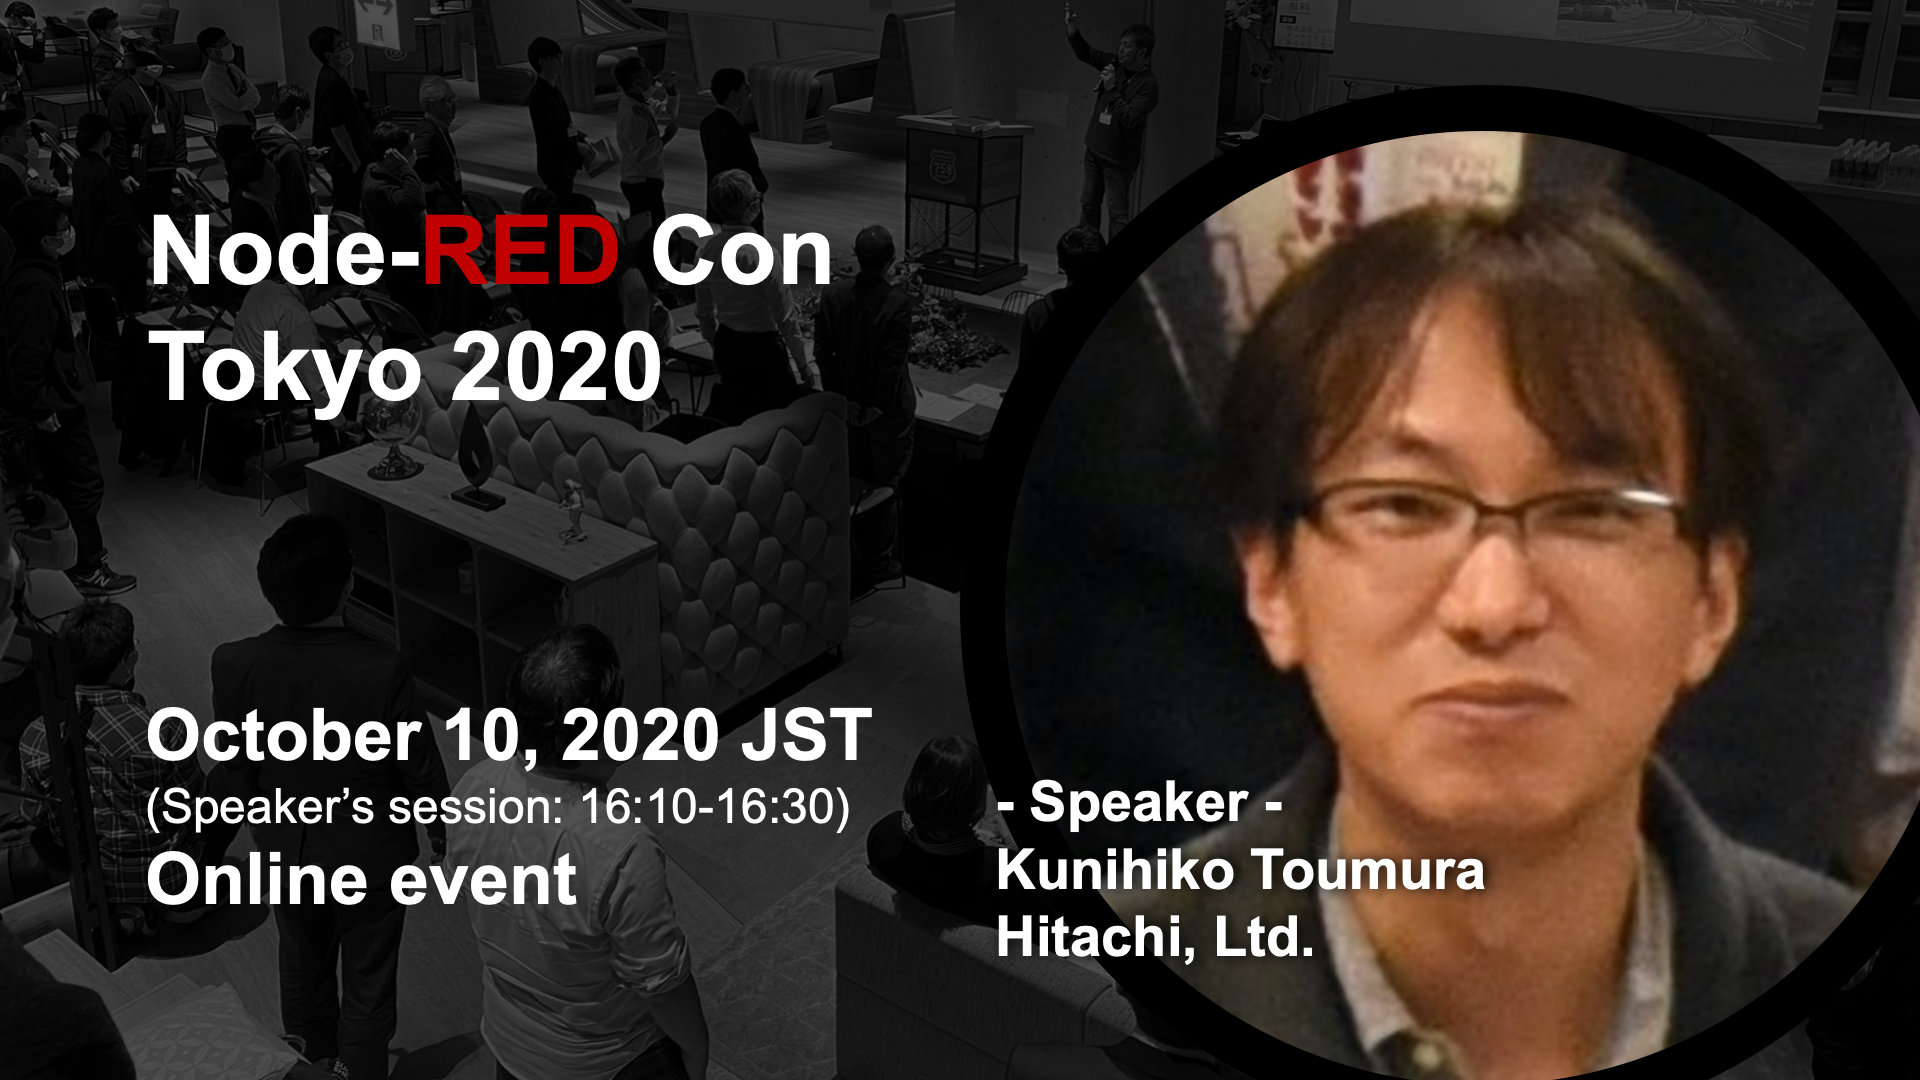 Node-RED Con
Tokyo 2020
October 10, 2020 JST
(Speaker’s session: 16:10-16:30)
Online event
- Speaker -
Kunihiko Toumura
Hitachi, Ltd.
758